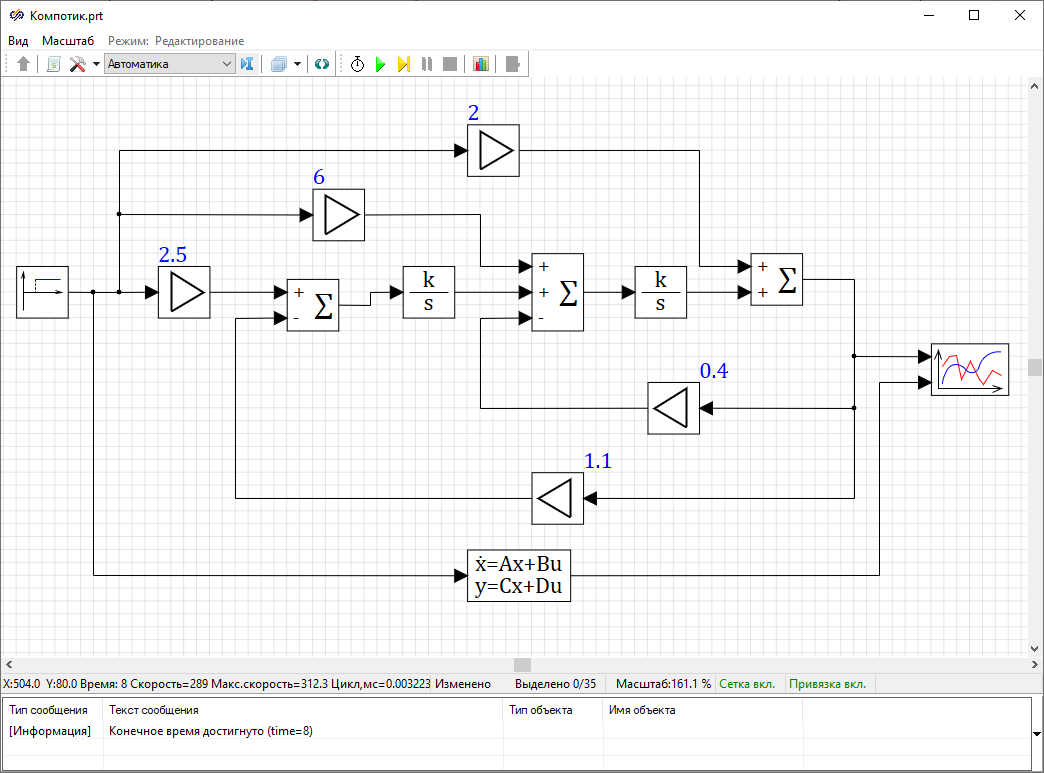 Компотик.prt
Вид Масштаб Режим: Редактирование
Автоматика
2
6
2.5
+ - Σ
k
s
+ + - Σ
k
s
+ + Σ
0.4
1.1
ẋ=Ax+Bu
y=Cx+Du
X:504.0 Y:80.0 Время: 8 Скорость=289 Макс.скорость=312.3 Цикл,мс=0.003223 Изменено Выделено 0/35 Масштаб:161.1 % Сетка вкл. Привязка вкл.
Тип сообщения Текст сообщения Тип объекта Имя объекта
[Информация] Конечное время достигнуто (time=8)